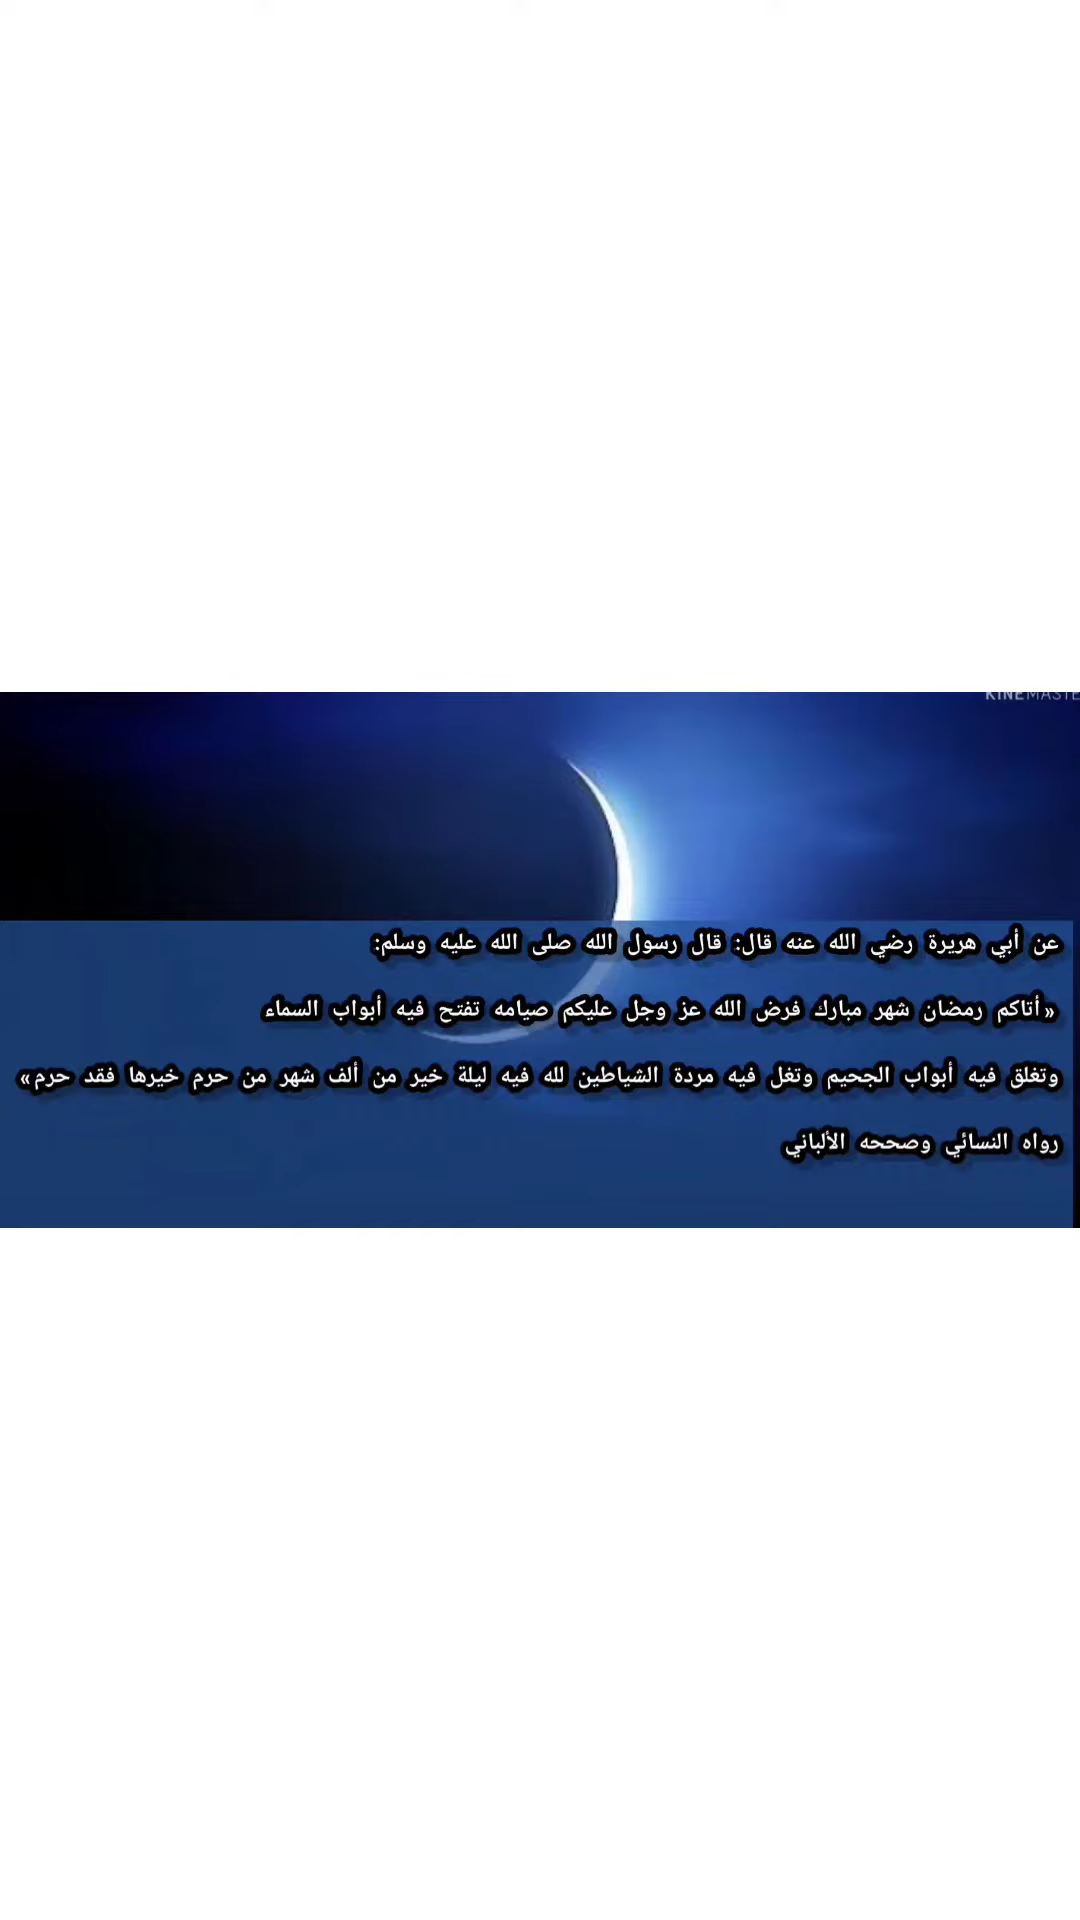 KINEMASTE
عن أبي هريرة رضي الله عنه قال: قال رسول الله صلى الله عليه وسلم:
«أتاكم رمضان شهر مبارك فرض الله عز وجل عليكم صيامه تفتح فيه أبواب السماء
وتغلق فيه أبواب الجحيم وتغل فيه مردة الشياطين لله فيه ليلة خير من ألف شهر من حرم خيرها فقد حرم»
رواه النسائي وصححه الألباني